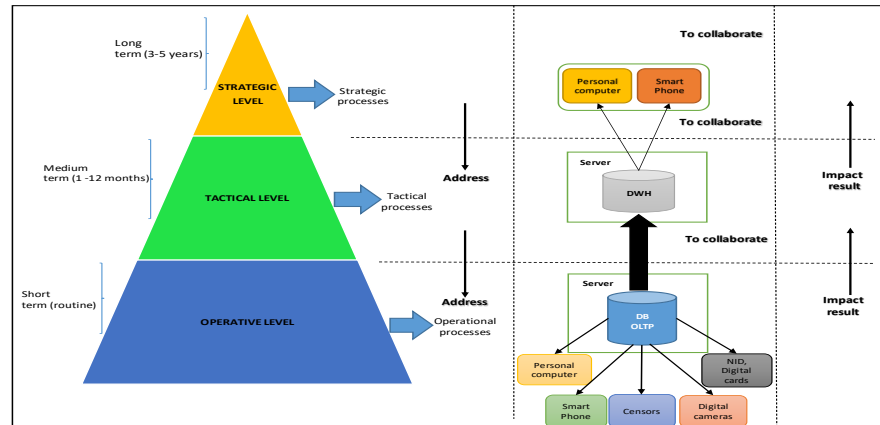 Long
term (3-5 years)
STRATEGIC
LEVEL
Strategic
processes
Medium
term (1 -12 months)
TACTICAL LEVEL
Tactical
processes
Short
term (routine)
OPERATIVE LEVEL
Operational
processes
Address
Address
To collaborate
Personal
computer
Smart
Phone
To collaborate
Server
DWH
To collaborate
Server
DB
OLTP
Personal
computer
NID,
Digital
cards
Smart
Phone
Censors
Digital
cameras
Impact
result
Impact
result